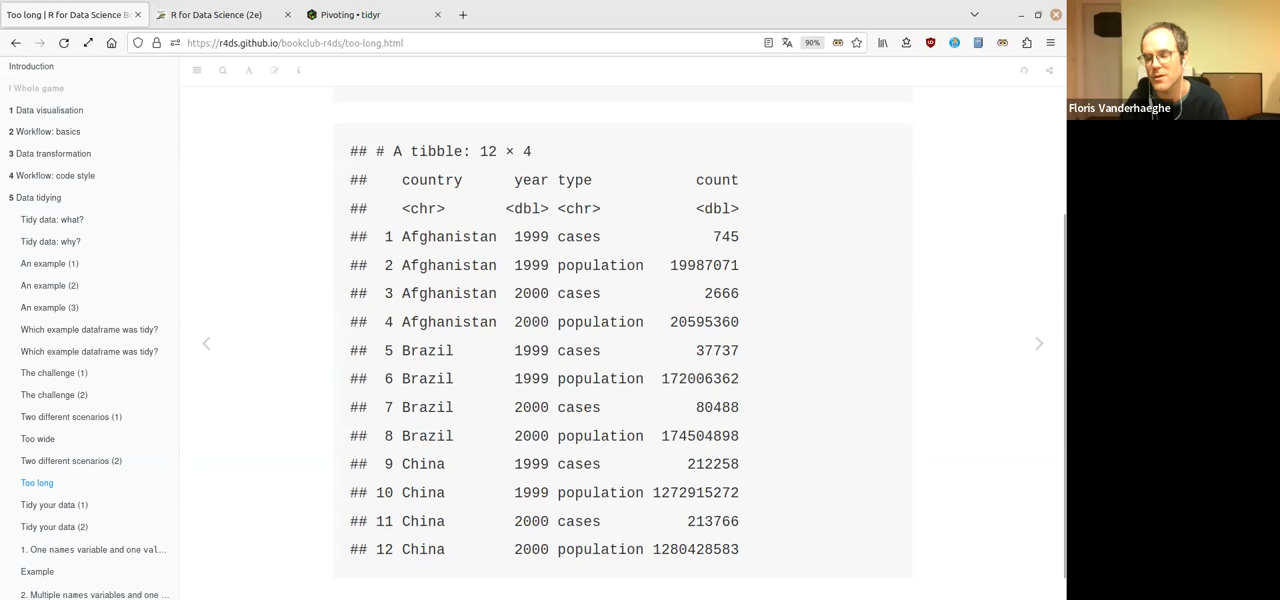 Too long | R for Data Science B
R for Data Science (2e)
Pivoting • tidyr
https://r4ds.github.io/bookclub-r4ds/too-long.html
90%
Floris Vanderhaeghe
Introduction
I Whole game
1 Data visualisation
2 Workflow: basics
3 Data transformation
4 Workflow: code style
5 Data tidying
Tidy data: what?
Tidy data: why?
An example (1)
An example (2)
An example (3)
Which example dataframe was tidy?
Which example dataframe was tidy?
The challenge (1)
The challenge (2)
Two different scenarios (1)
Too wide
Two different scenarios (2)
Too long
Tidy your data (1)
Tidy your data (2)
1. One names variable and one val...
Example
2. Multiple names variables and one ...
## # A tibble: 12 × 4
## country year type count
## <chr> <dbl> <chr> <dbl>
## 1 Afghanistan 1999 cases 745
## 2 Afghanistan 1999 population 19987071
## 3 Afghanistan 2000 cases 2666
## 4 Afghanistan 2000 population 20595360
## 5 Brazil 1999 cases 37737
## 6 Brazil 1999 population 172006362
## 7 Brazil 2000 cases 80488
## 8 Brazil 2000 population 174504898
## 9 China 1999 cases 212258
## 10 China 1999 population 1272915272
## 11 China 2000 cases 213766
## 12 China 2000 population 1280428583